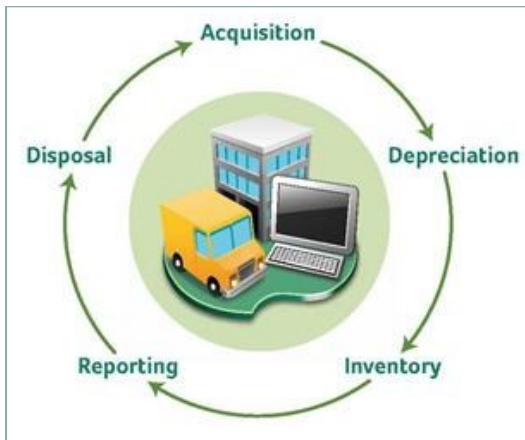 Acquisition
Depreciation
Inventory
Reporting
Disposal